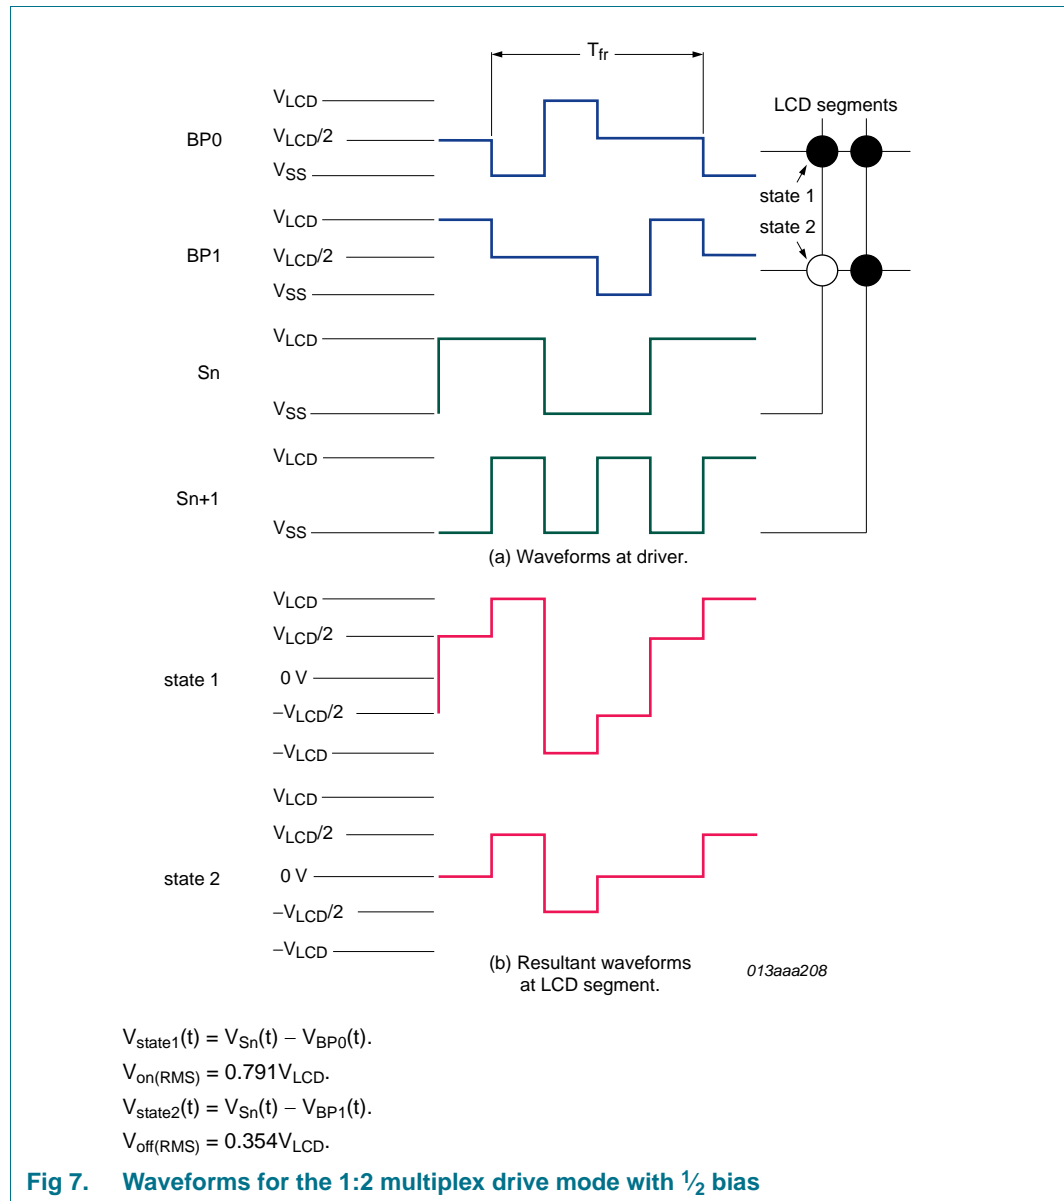 Tfr
VLCD
BP0
VLCD/2
VSS
LCD segments
state 1
state 2
VLCD
BP1
VLCD/2
VSS
VLCD
Sn
VSS
VLCD
Sn+1
VSS
(a) Waveforms at driver.
VLCD
VLCD/2
state 1
0 V
−VLCD/2
−VLCD
VLCD
VLCD/2
state 2
0 V
−VLCD/2
−VLCD
(b) Resultant waveforms
at LCD segment.
013aaa208
Vstate1(t) = VSn(t) − VBP0(t).
Von(RMS) = 0.791VLCD.
Vstate2(t) = VSn(t) − VBP1(t).
Voff(RMS) = 0.354VLCD.
Fig 7. Waveforms for the 1:2 multiplex drive mode with 1⁄2 bias